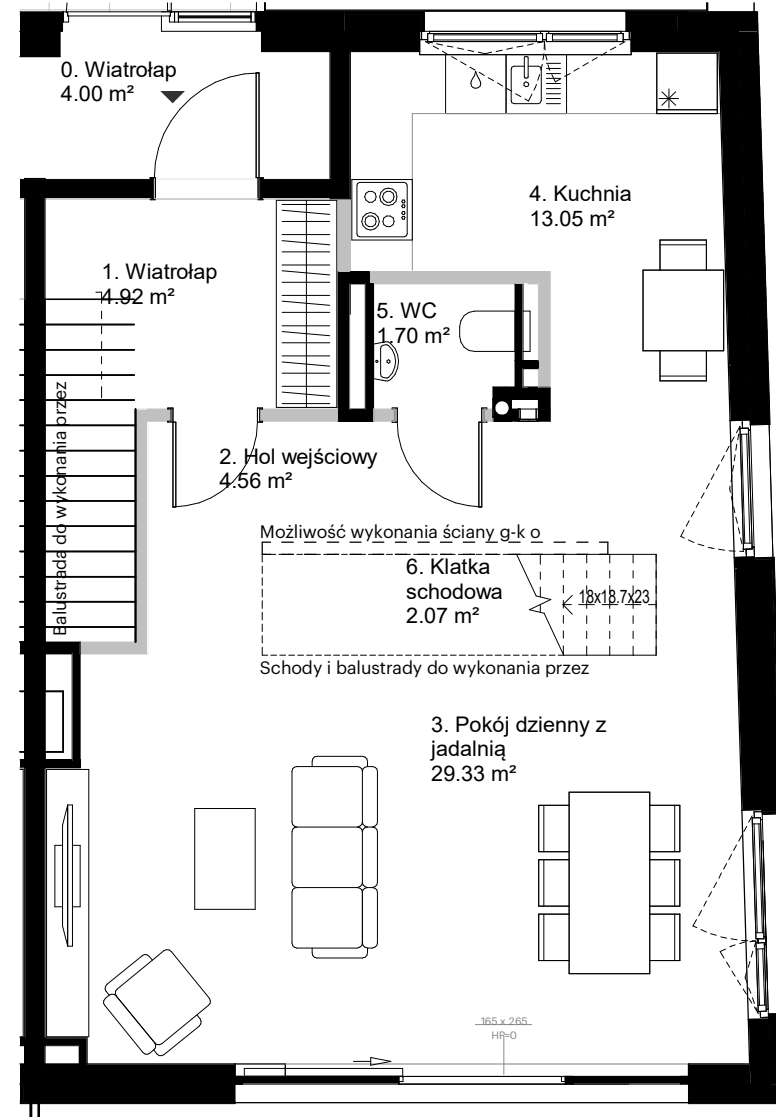 0. Wiatrołap
4.00 m²
4. Kuchnia
13.05 m²
1. Wiatrołap
4.92 m²
5. WC
1.70 m²
Balustrada do wykonania przez
2. Hol wejściowy
4.56 m²
Możliwość wykonania ściany g-k o
6. Klatka
schodowa
2.07 m²
18x18.7x23
Schody i balustrady do wykonania przez
3. Pokój dzienny z
jadalnią
29.33 m²
165 x 265
HP=0